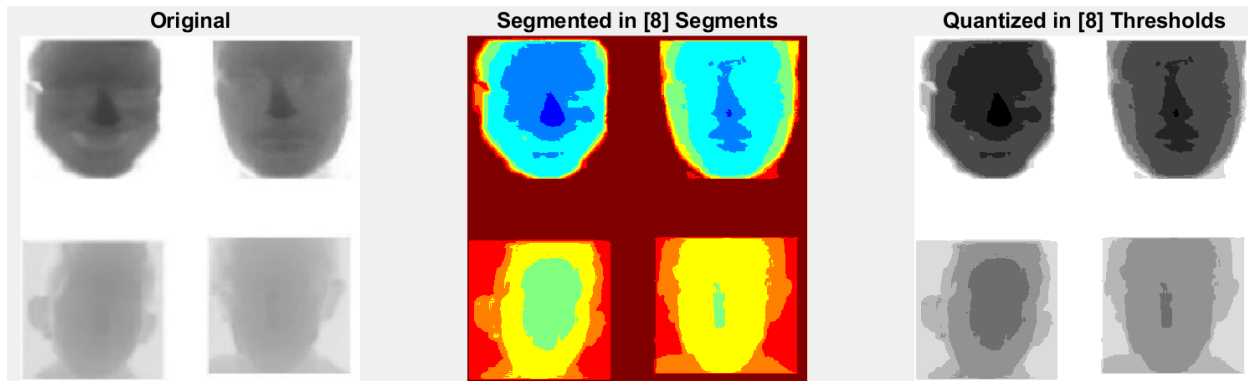 Original
Segmented in [8] Segments
Quantized in [8] Thresholds